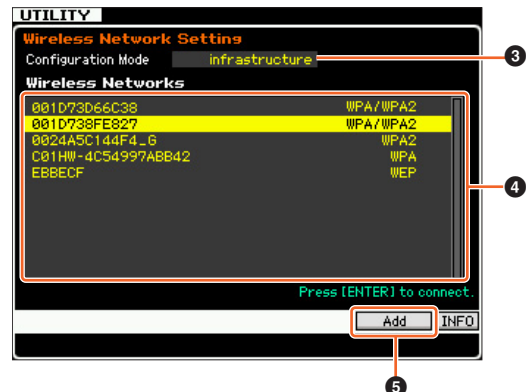 UTILITY
Wireless Network Setting
Configuration Mode infrastructure
3
Wireless Networks
001D73D66C38 WPA/WPA2
001D738FE827 WPA/WPA2
0024A5C144F4_G WPA2
C01HW-4C54997ABB42 WPA
EBBECF WEP
4
Press [ENTER] to connect.
Add INFO
5